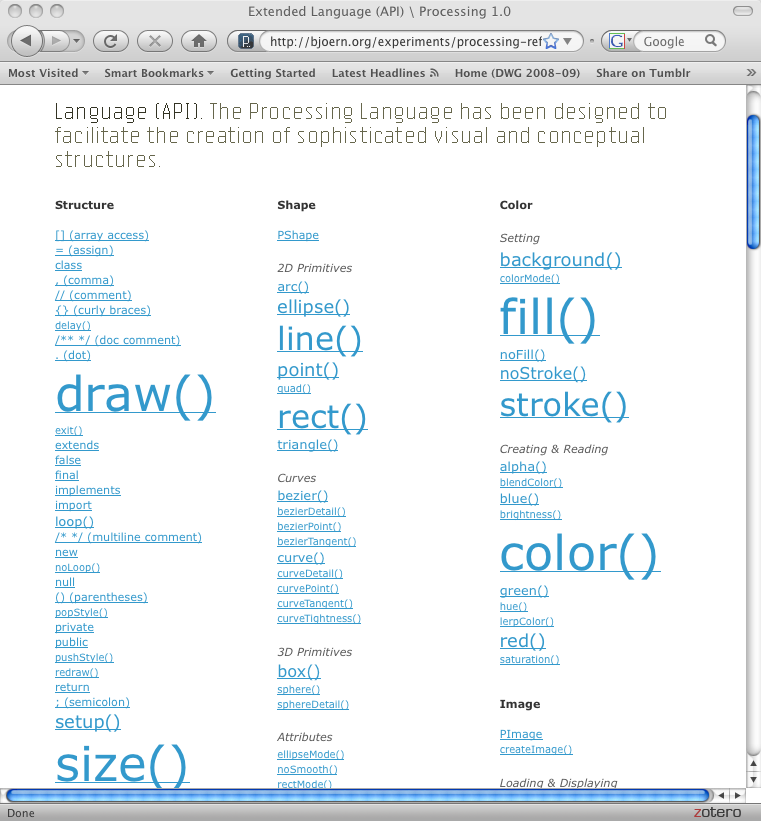 Extended Language (API) \ Processing 1.0
http://bjoern.org/experiments/processing-ref
Google
Most Visited Smart Bookmarks Getting Started Latest Headlines Home (DWG 2008-09) Share on Tumblr »
Language (API). The Processing Language has been designed to
facilitate the creation of sophisticated visual and conceptual
structures.
Structure
[] (array access)
= (assign)
class
, (comma)
// (comment)
{} (curly braces)
delay()
/** */ (doc comment)
. (dot)
draw()
exit()
extends
false
final
implements
import
loop()
/* */ (multiline comment)
new
noLoop()
null
() (parentheses)
popStyle()
private
public
pushStyle()
redraw()
return
; (semicolon)
setup()
size()
Shape
PShape
2D Primitives
arc()
ellipse()
line()
point()
quad()
rect()
triangle()
Curves
bezier()
bezierDetail()
bezierPoint()
bezierTangent()
curve()
curveDetail()
curvePoint()
curveTangent()
curveTightness()
3D Primitives
box()
sphere()
sphereDetail()
Attributes
ellipseMode()
noSmooth()
rectMode()
Color
Setting
background()
colorMode()
fill()
noFill()
noStroke()
stroke()
Creating & Reading
alpha()
blendColor()
blue()
brightness()
color()
green()
hue()
lerpColor()
red()
saturation()
Image
PImage
createImage()
Loading & Displaying
Done
zotero